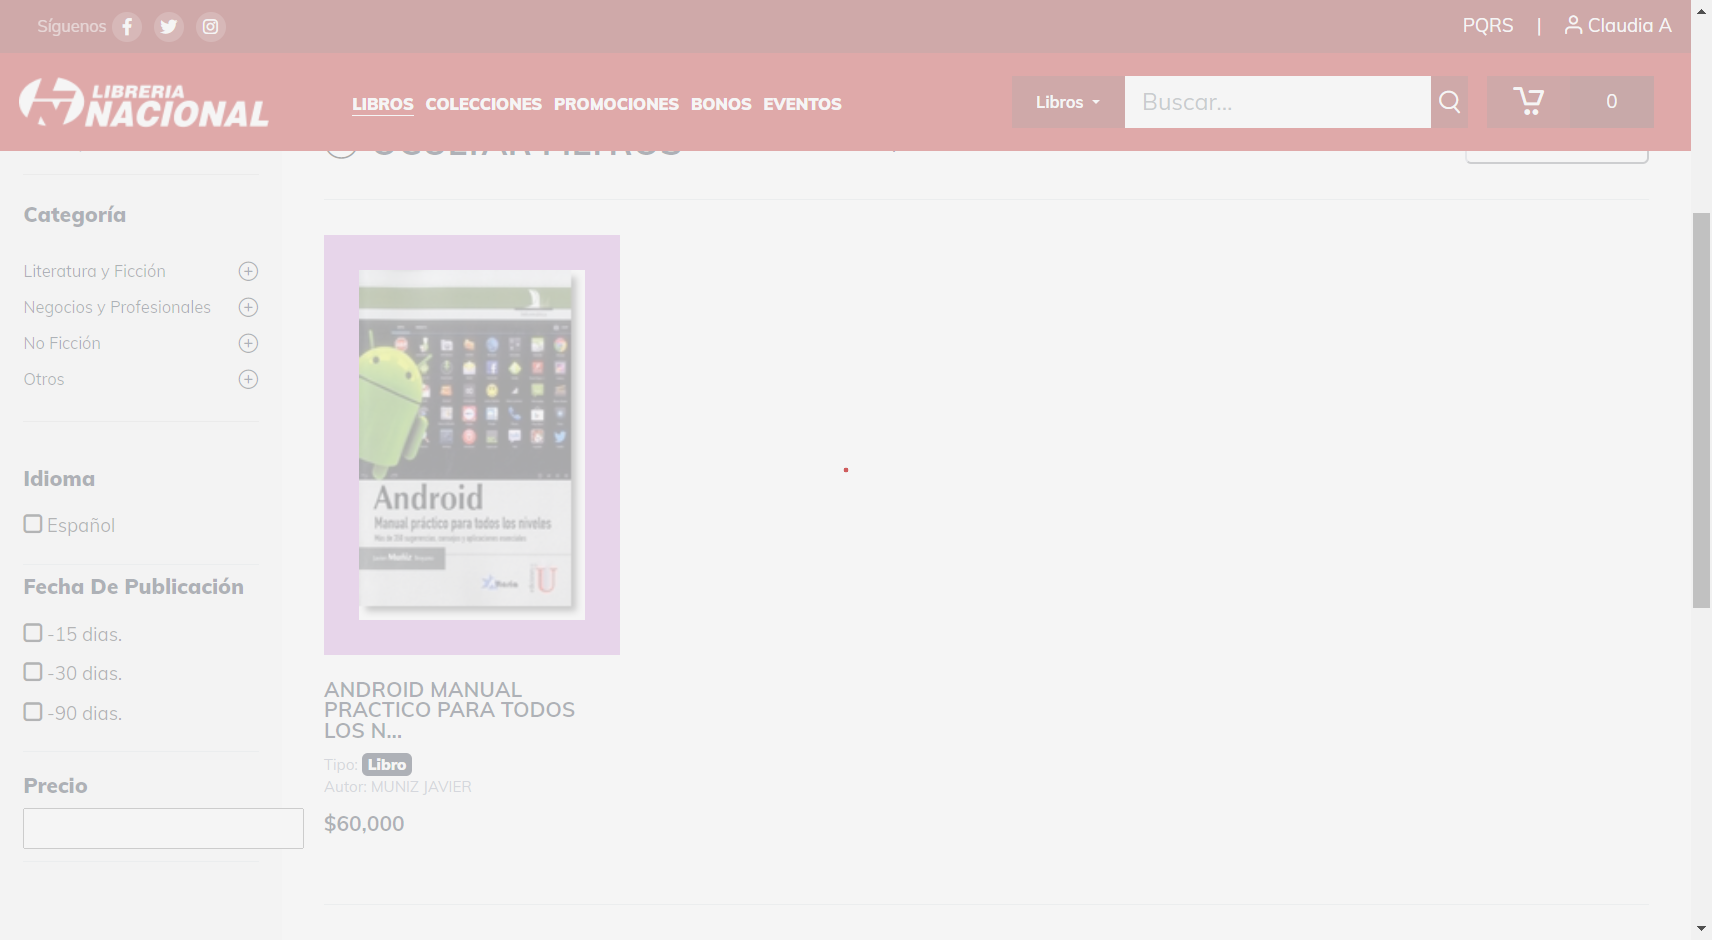 Síguenos
PQRS | Claudia A
LIBRERIA
NACIONAL
LIBROS COLECCIONES PROMOCIONES BONOS EVENTOS
Libros
Buscar...
0
OCULTAR FILTROS
Categoría
Literatura y Ficción
Negocios y Profesionales
No Ficción
Otros
Idioma
Español
Fecha De Publicación
-15 dias.
-30 dias.
-90 dias.
Precio
Android
Manual práctico para todos los niveles
U
ANDROID MANUAL
PRACTICO PARA TODOS
LOS N...
Tipo: Libro
Autor: MUNIZ JAVIER
$60,000